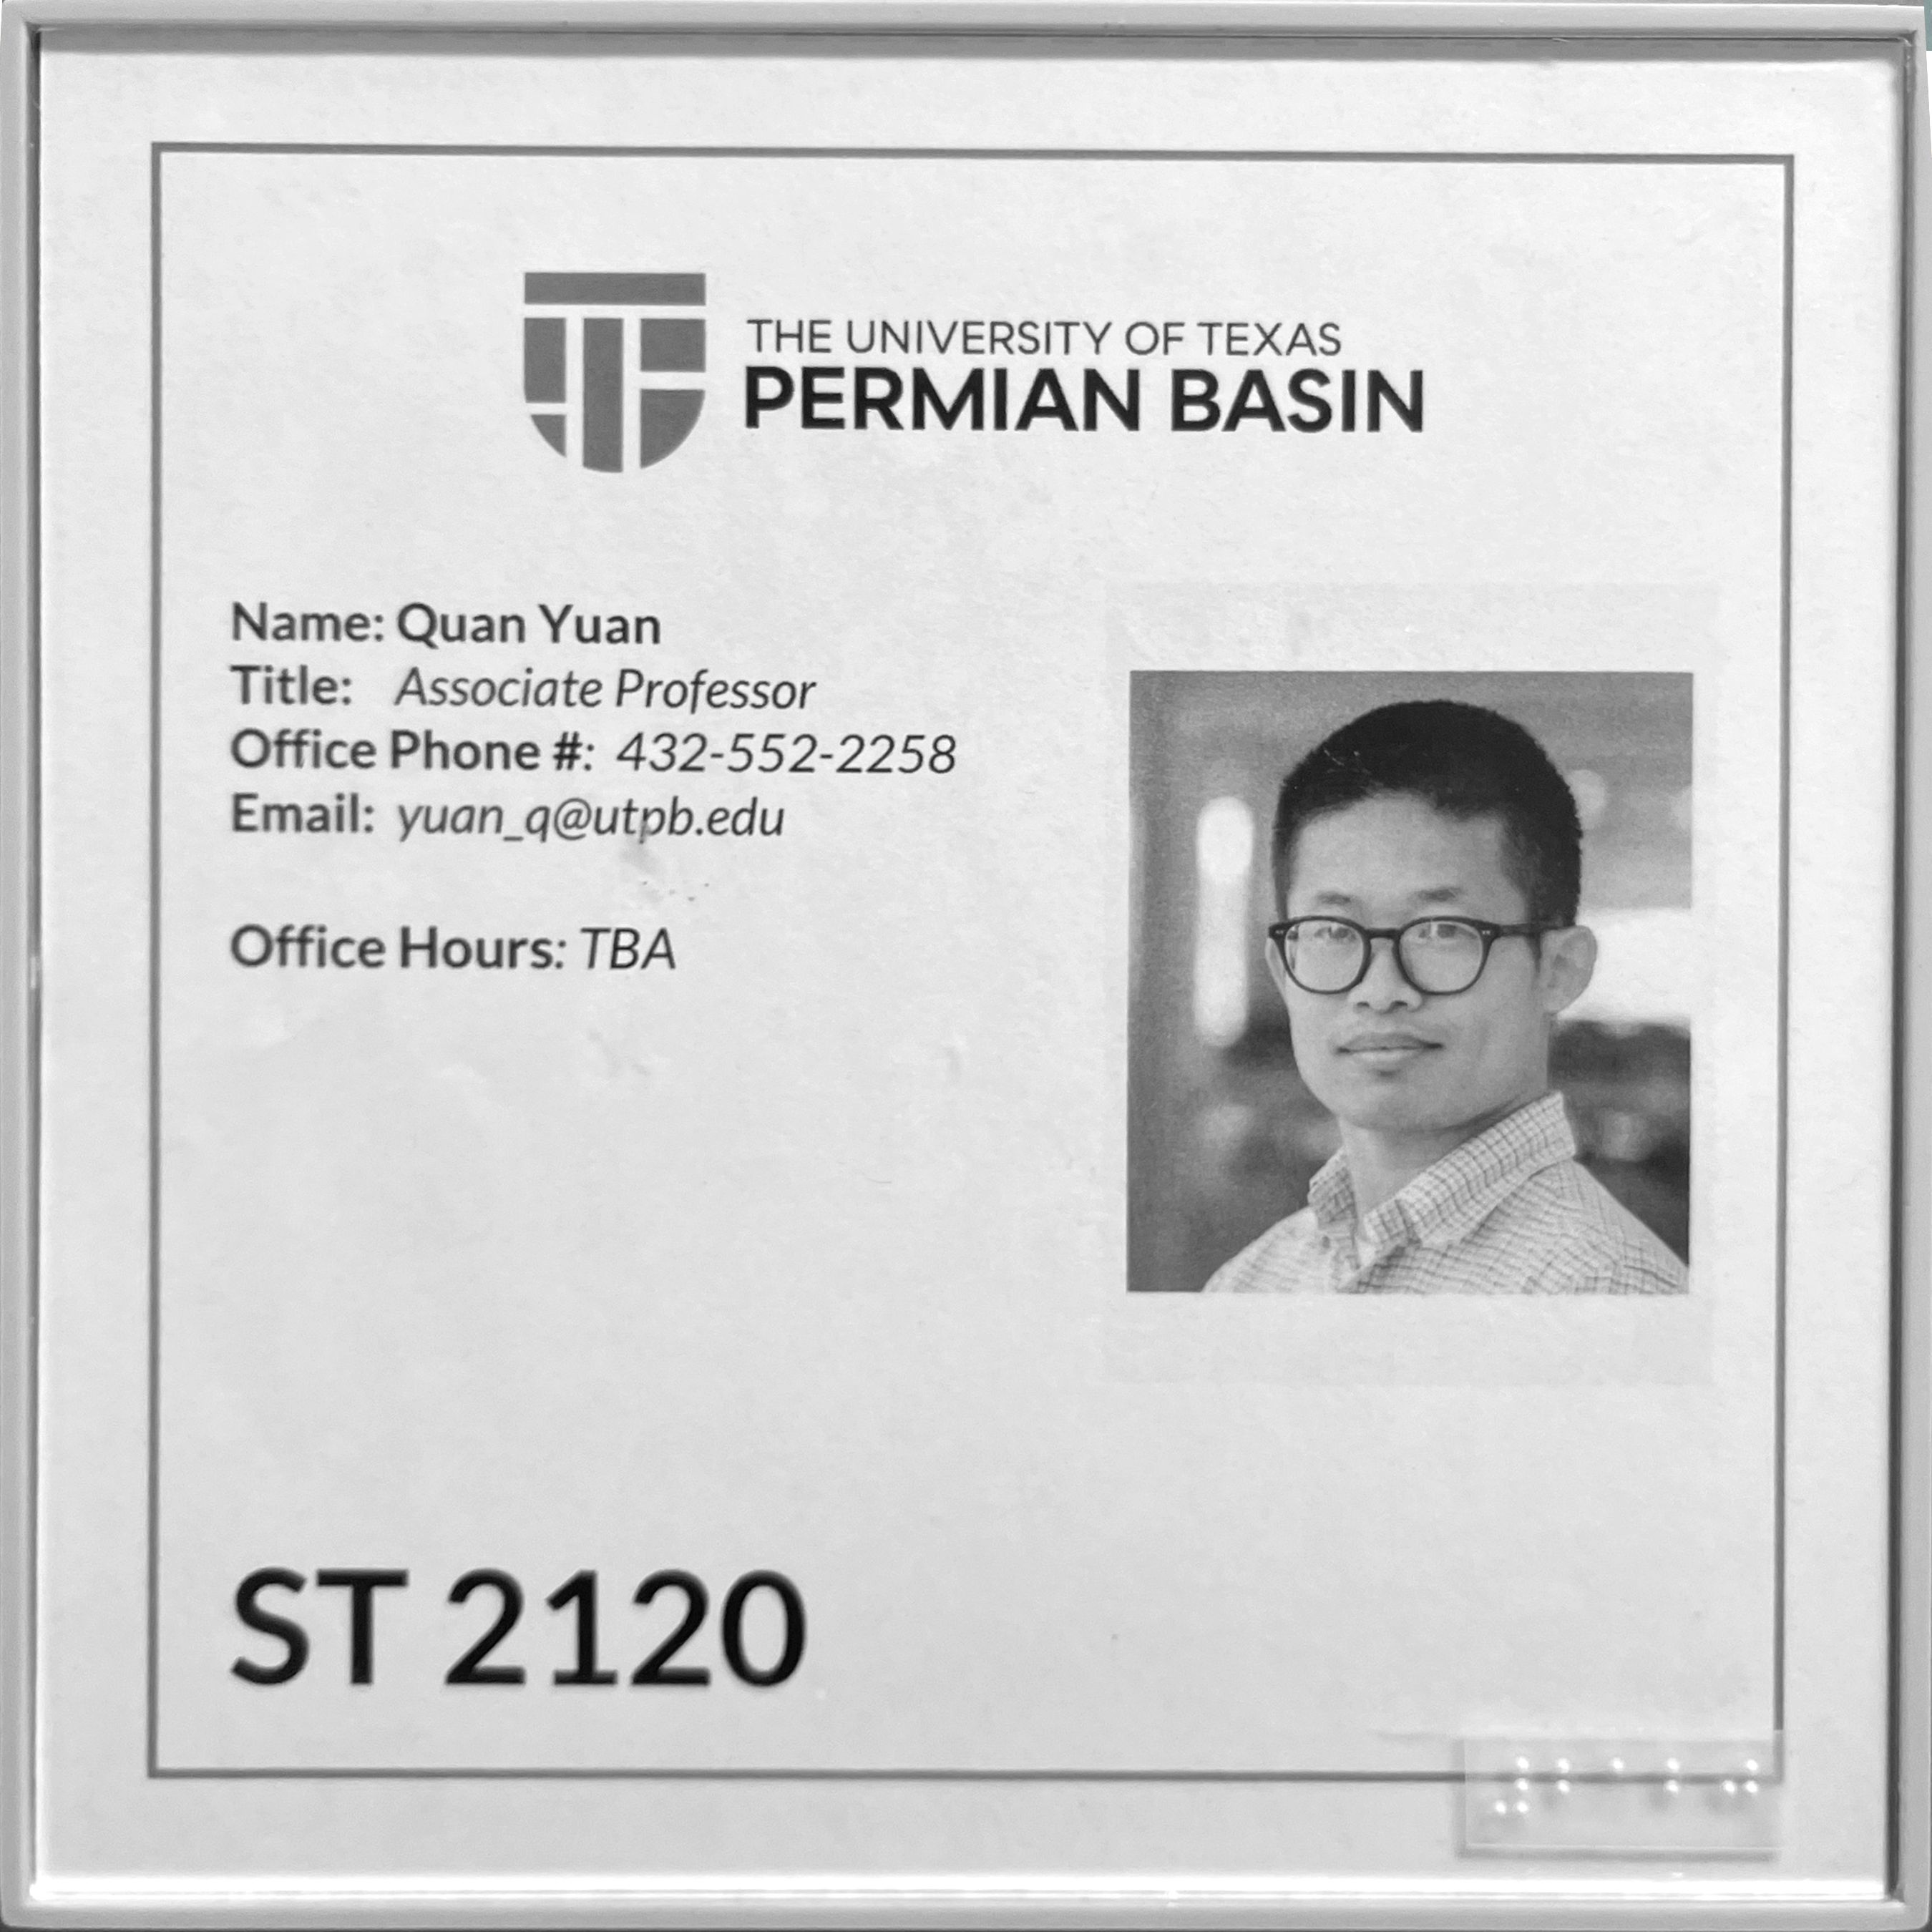 THE UNIVERSITY OF TEXAS
PERMIAN BASIN
Name: Quan Yuan
Title: Associate Professor
Office Phone #: 432-552-2258
Email: yuan_q@utpb.edu
Office Hours: TBA
ST 2120
⠼⠃⠁⠃⠚